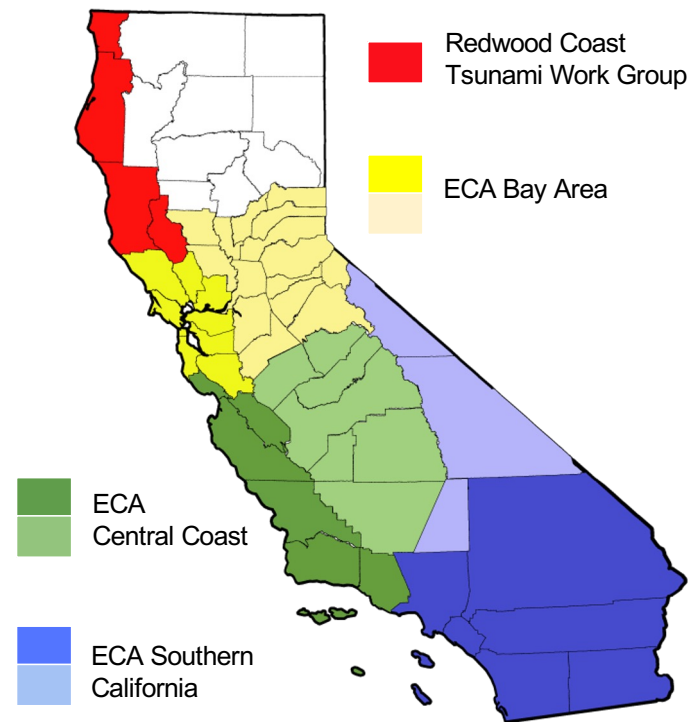 Redwood Coast
Tsunami Work Group
ECA Bay Area
ECA
Central Coast
ECA Southern
California